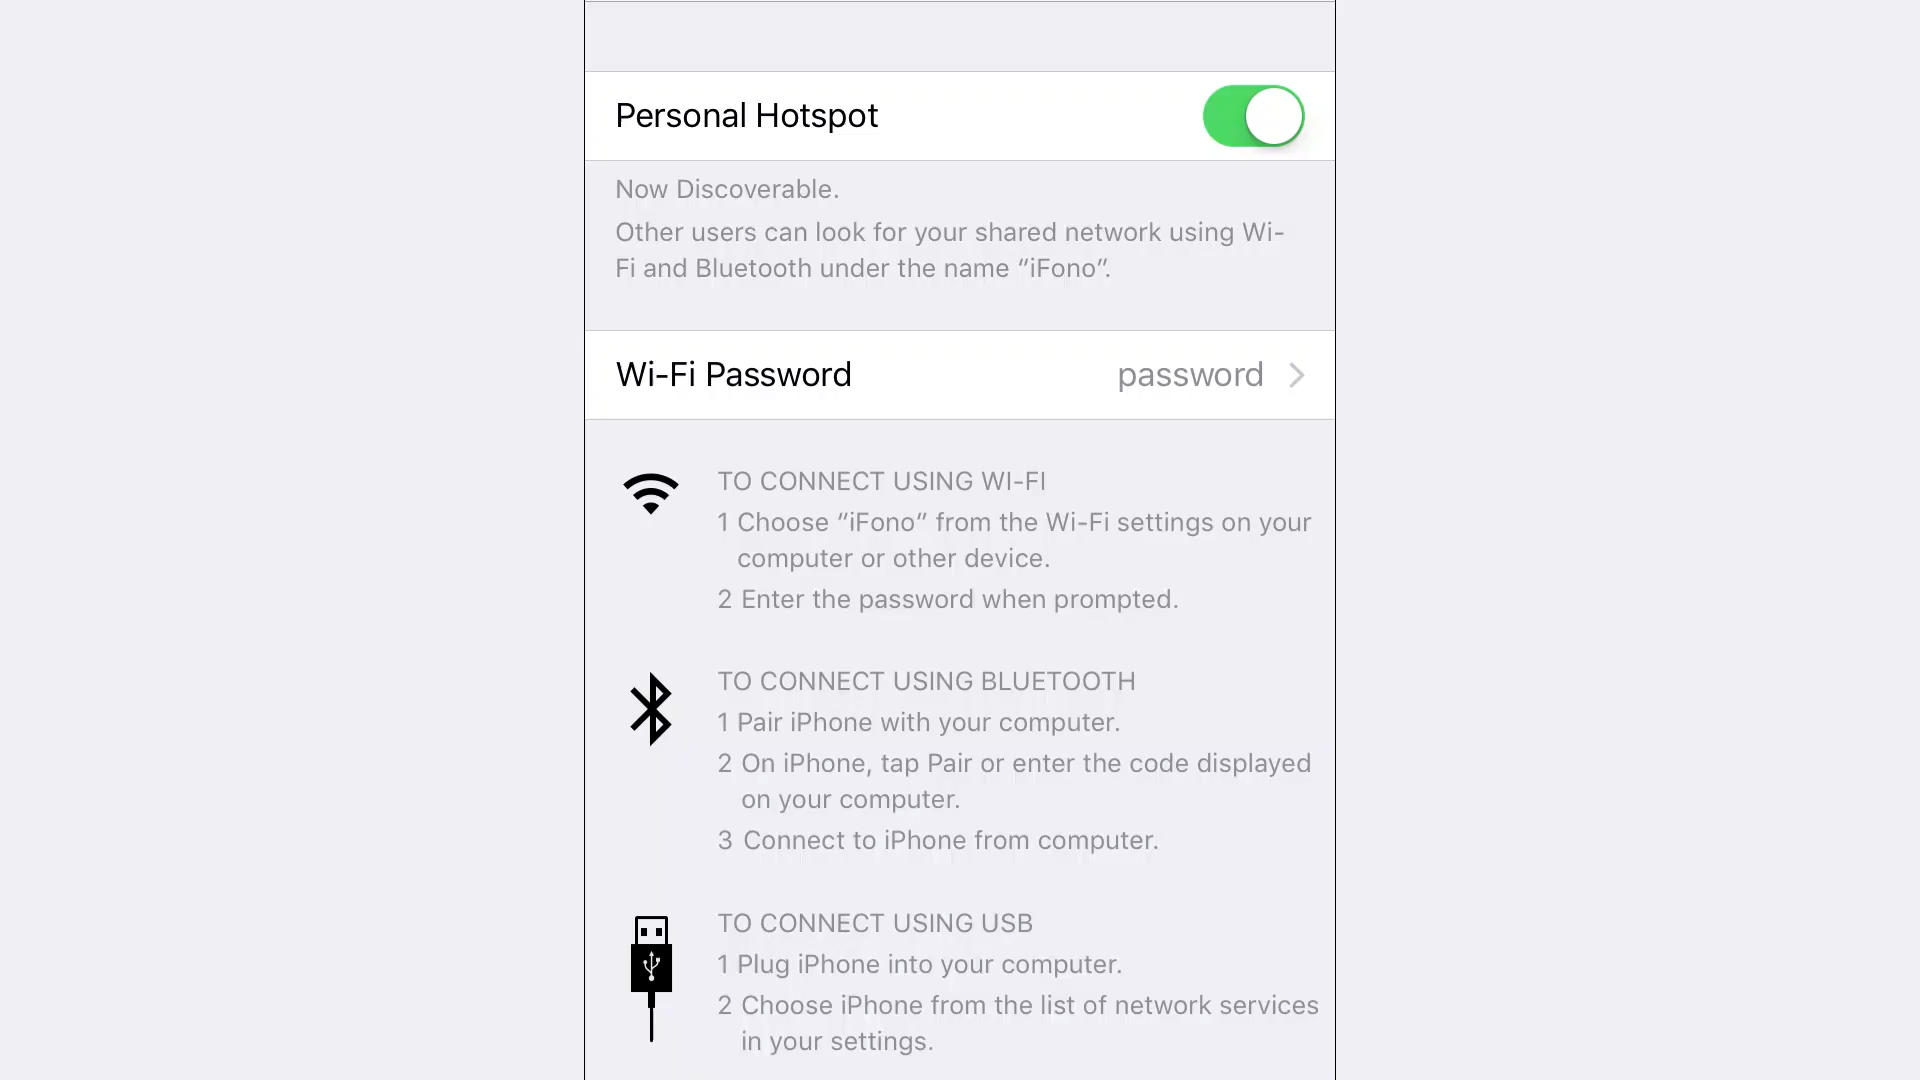 Personal Hotspot
Now Discoverable.
Other users can look for your shared network using Wi-
Fi and Bluetooth under the name “iFono”.
Wi-Fi Password password
TO CONNECT USING WI-FI
1 Choose “iFono” from the Wi-Fi settings on your
computer or other device.
2 Enter the password when prompted.
TO CONNECT USING BLUETOOTH
1 Pair iPhone with your computer.
2 On iPhone, tap Pair or enter the code displayed
on your computer.
3 Connect to iPhone from computer.
TO CONNECT USING USB
1 Plug iPhone into your computer.
2 Choose iPhone from the list of network services
in your settings.